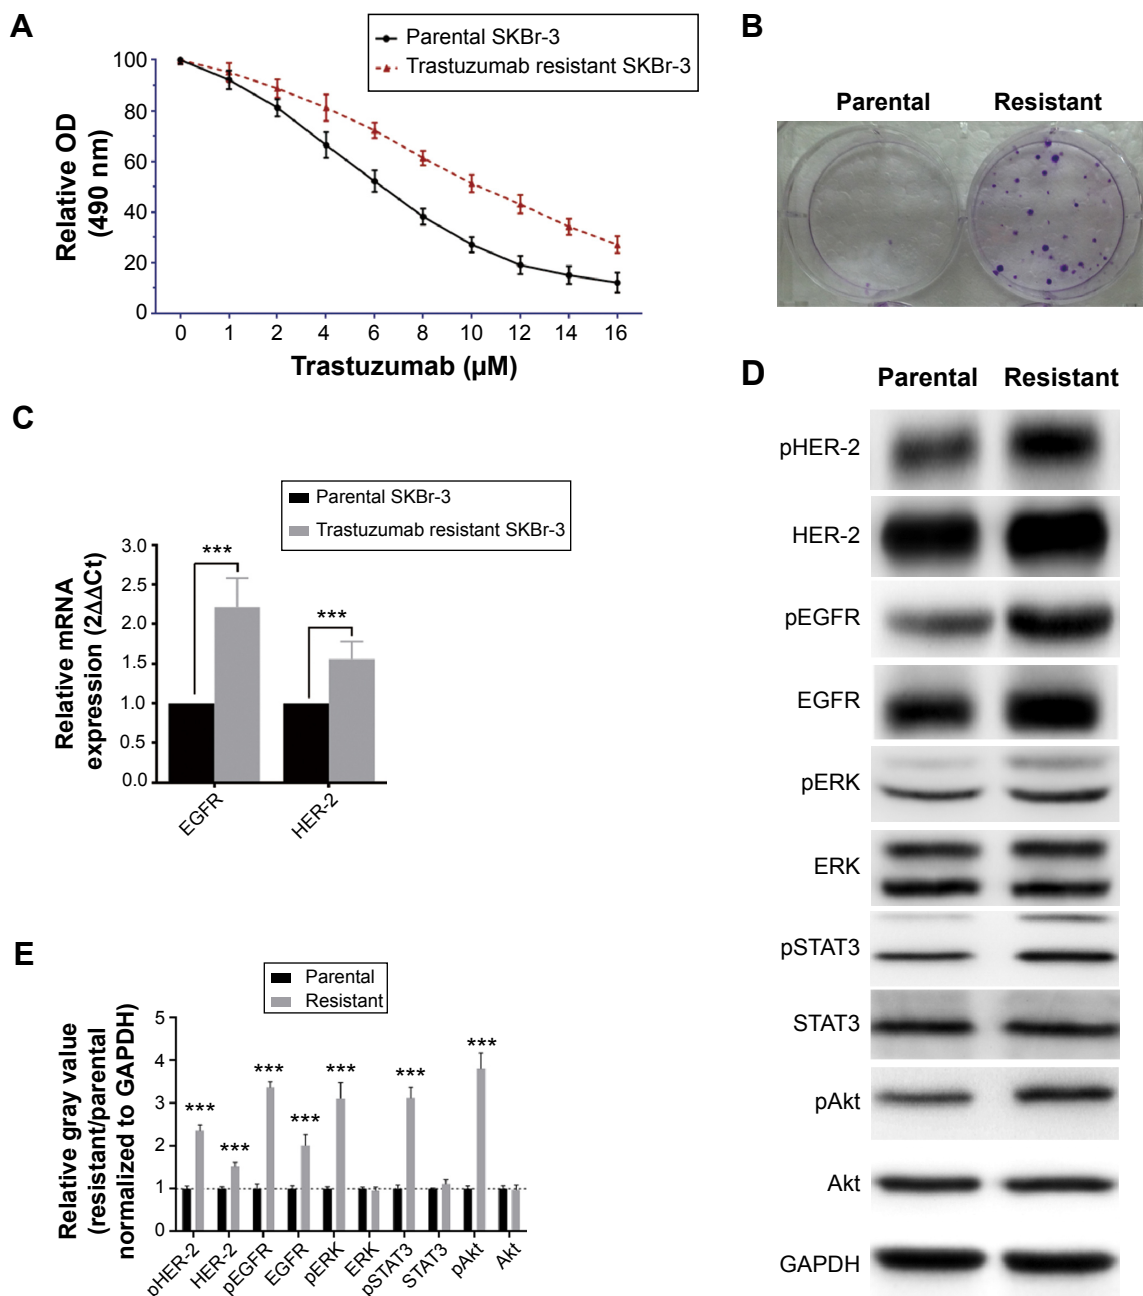 A
Parental SKBr-3
Trastuzumab resistant SKBr-3
100
80
60
40
20
0
Relative OD
(490 nm)
0 1 2 4 6 8 10 12 14 16
Trastuzumab (µM)
B
Parental Resistant
C
Parental SKBr-3
Trastuzumab resistant SKBr-3
3.0
2.5
2.0
1.5
1.0
0.5
0.0
Relative mRNA
expression (2ΔΔCt)
*** ***
EGFR HER-2
D
Parental Resistant
pHER-2
HER-2
pEGFR
EGFR
pERK
ERK
pSTAT3
STAT3
pAkt
Akt
GAPDH
E
Parental
Resistant
5
4
3
2
1
0
Relative gray value
(resistant/parental
normalized to GAPDH)
*** *** *** *** *** *** ***
pHER-2 HER-2 pEGFR EGFR pERK ERK pSTAT3 STAT3 pAkt Akt